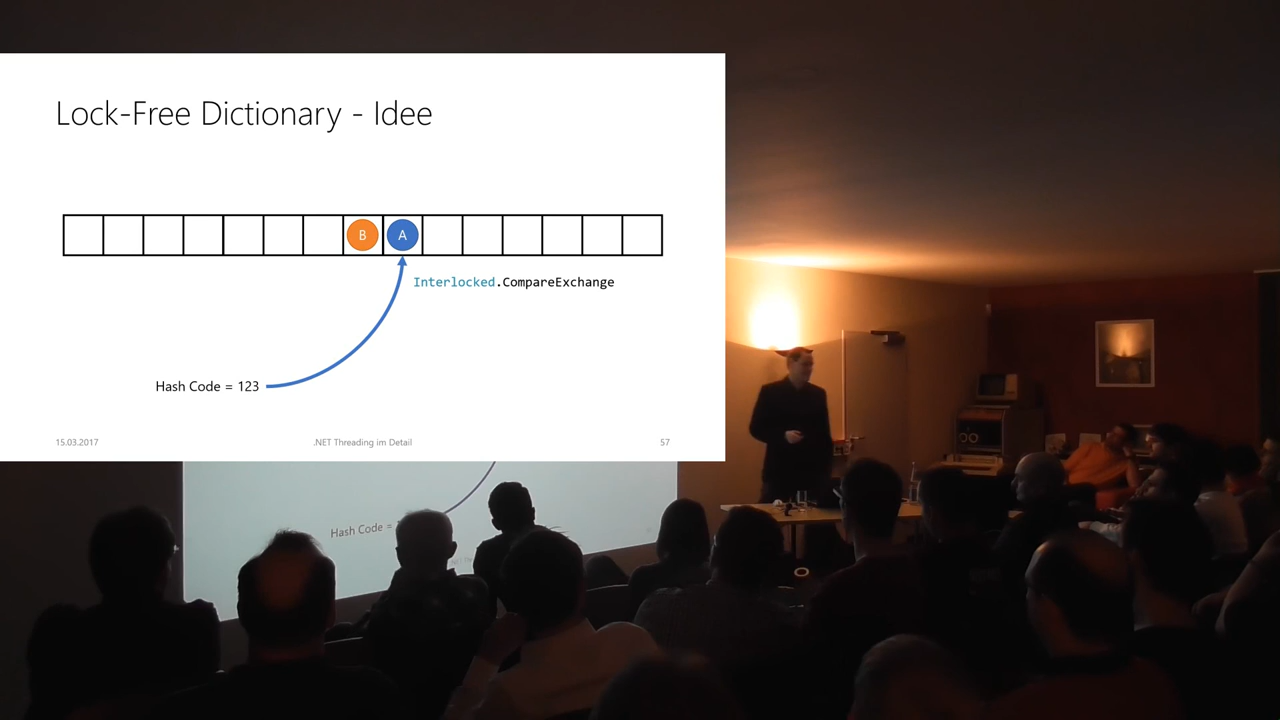 Lock-Free Dictionary - Idee
B A
Interlocked.CompareExchange
Hash Code = 123
15.03.2017 .NET Threading im Detail 57
Hash Code =